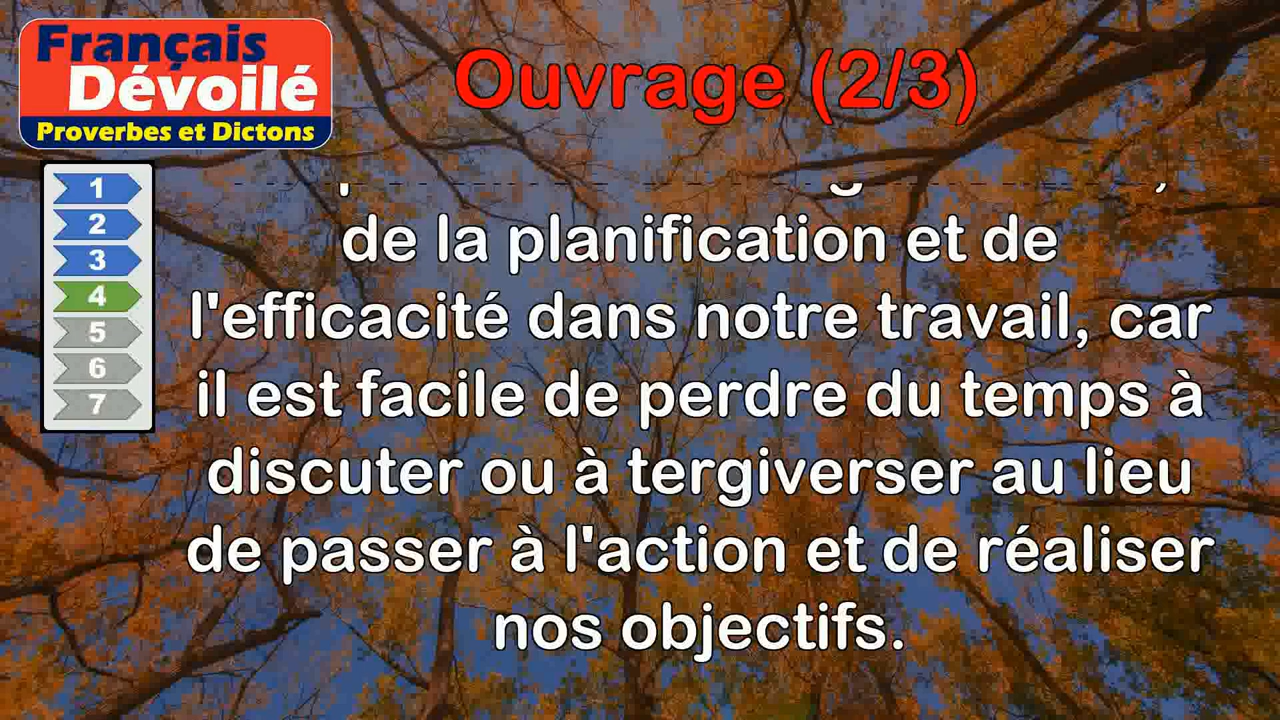 Français
Dévoilé
Proverbes et Dictons
Ouvrage (2/3)
1
2
3
4
5
6
7
de la planification et de
l'efficacité dans notre travail, car
il est facile de perdre du temps à
discuter ou à tergiverser au lieu
de passer à l'action et de réaliser
nos objectifs.